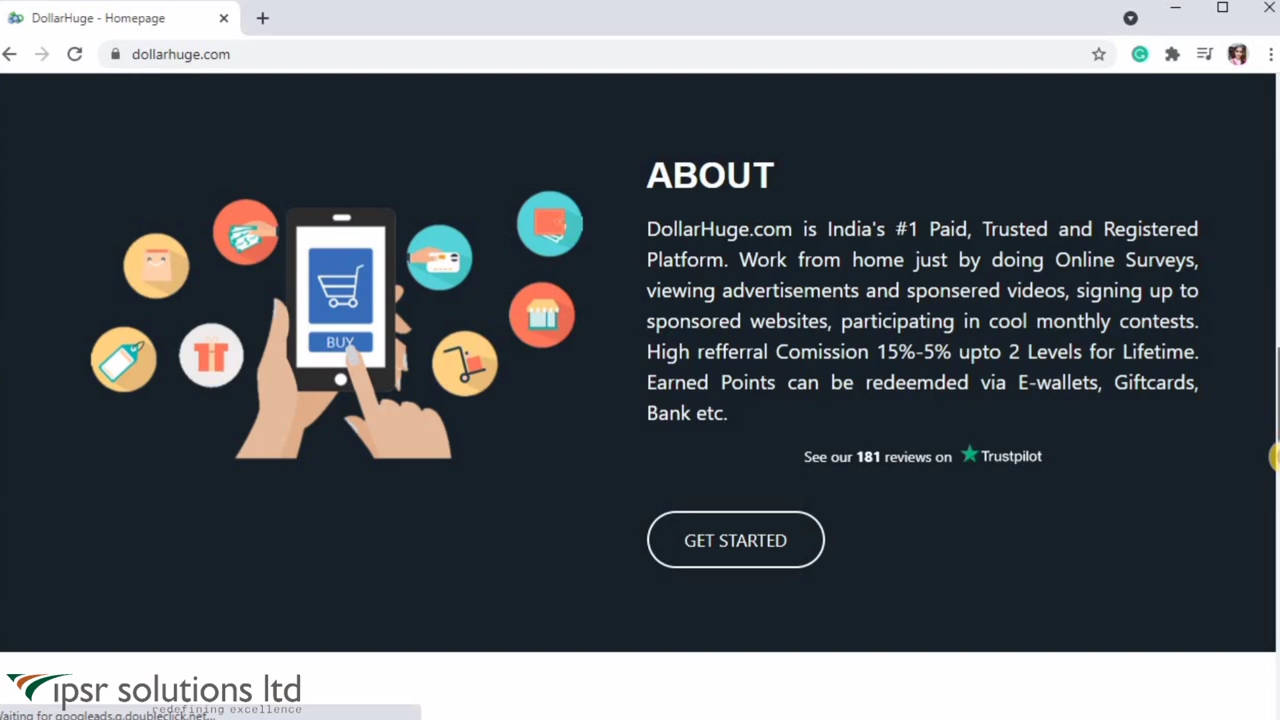 DollarHuge - Homepage
dollarhuge.com
ABOUT
DollarHuge.com is India's #1 Paid, Trusted and Registered
Platform. Work from home just by doing Online Surveys,
viewing advertisements and sponsered videos, signing up to
sponsored websites, participating in cool monthly contests.
High refferral Comission 15%-5% upto 2 Levels for Lifetime.
Earned Points can be redeemded via E-wallets, Giftcards,
Bank etc.
See our 181 reviews on Trustpilot
GET STARTED
BUY
ipsr solutions ltd
redefining excellence
Waiting for googleads.g.doubleclick.net...